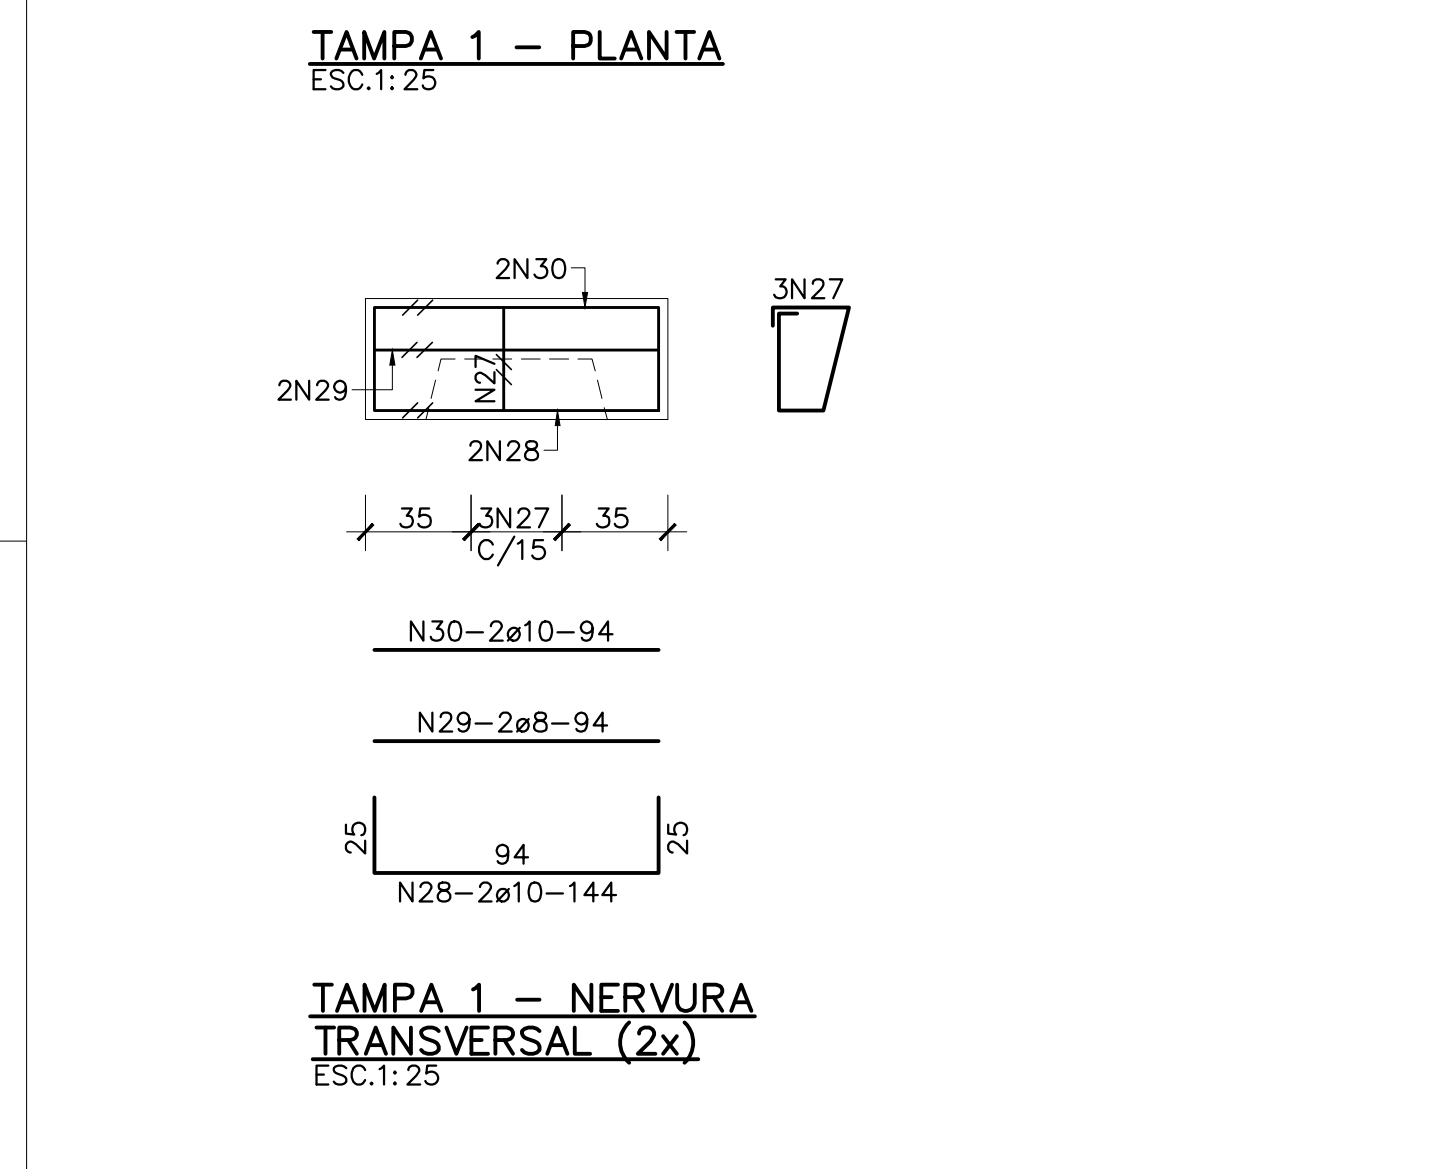 TAMPA 1 - PLANTA
ESC.1:25
2N30
3N27
N27
2N29
2N28
35
3N27
35
C/15
N30-2ø10-94
N29-2ø8-94
25
94
25
N28-2ø10-144
TAMPA 1 - NERVURA
TRANSVERSAL (2x)
ESC.1:25